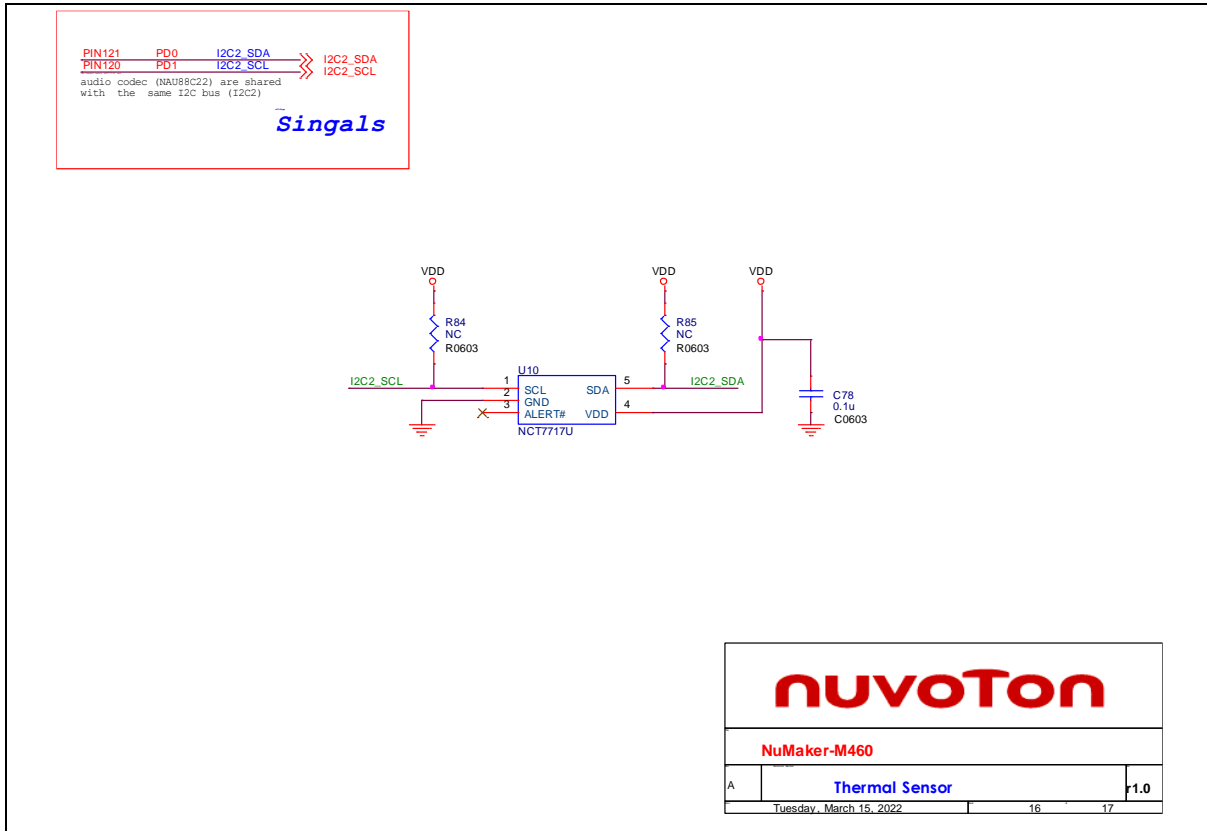 PIN121 PD0 I2C2_SDA I2C2_SDA
PIN120 PD1 I2C2_SCL I2C2_SCL
audio codec (NAU88C22) are shared
with the same I2C bus (I2C2)
Singals
VDD VDD VDD
R84
NC
R0603
R85
NC
R0603
I2C2_SCL
U10
1 SCL
2 GND
3 ALERT#
SDA 5
VDD 4
NCT7717U
I2C2_SDA
C78
0.1u
C0603
nuvoTon
NuMaker-M460
A Thermal Sensor r1.0
Tuesday, March 15, 2022 16 17